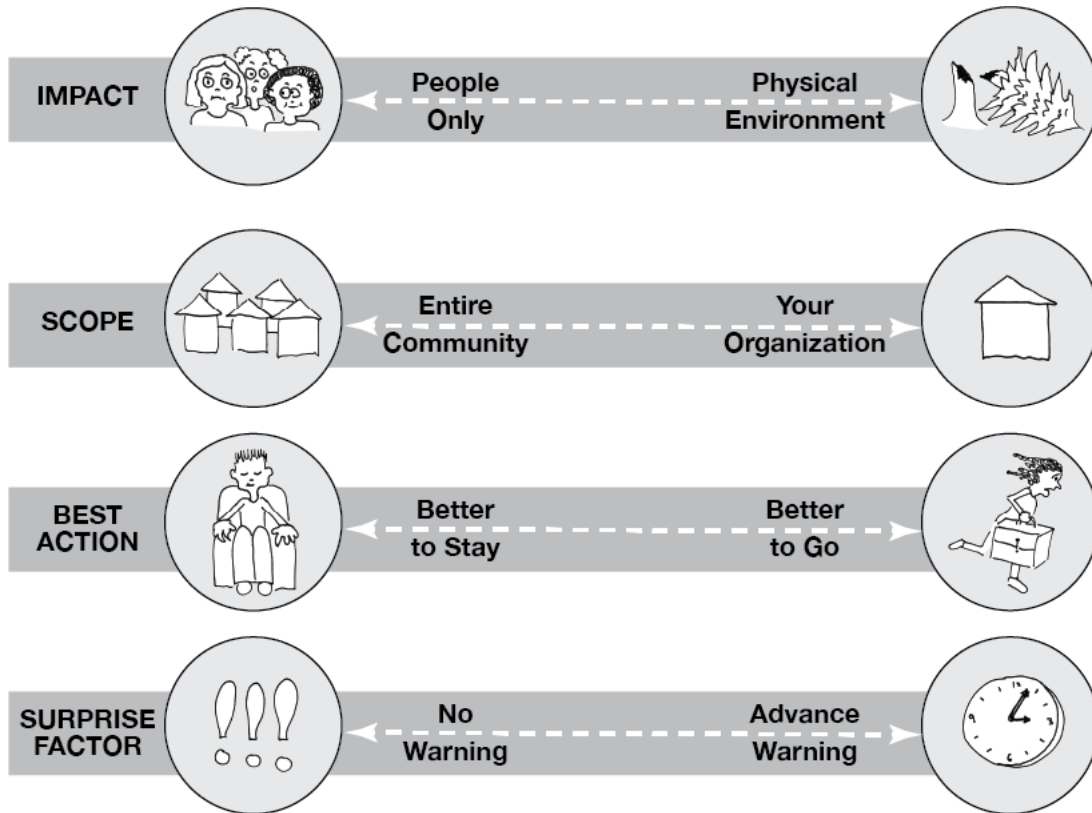 IMPACT
People Only
Physical Environment
SCOPE
Entire Community
Your Organization
BEST ACTION
Better to Stay
Better to Go
SURPRISE FACTOR
No Warning
Advance Warning